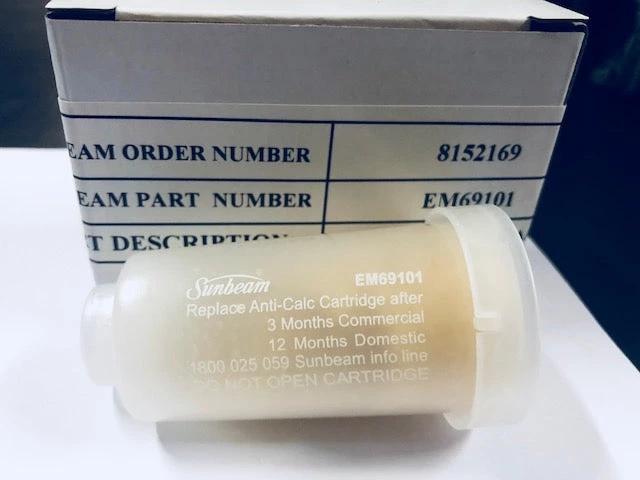 EAM ORDER NUMBER 8152169
EAM PART NUMBER EM69101
T DESCRIPTION
Sunbeam EM69101
Replace Anti-Calc Cartridge after
3 Months Commercial
12 Months Domestic
1800 025 059 Sunbeam info line
DO NOT OPEN CARTRIDGE